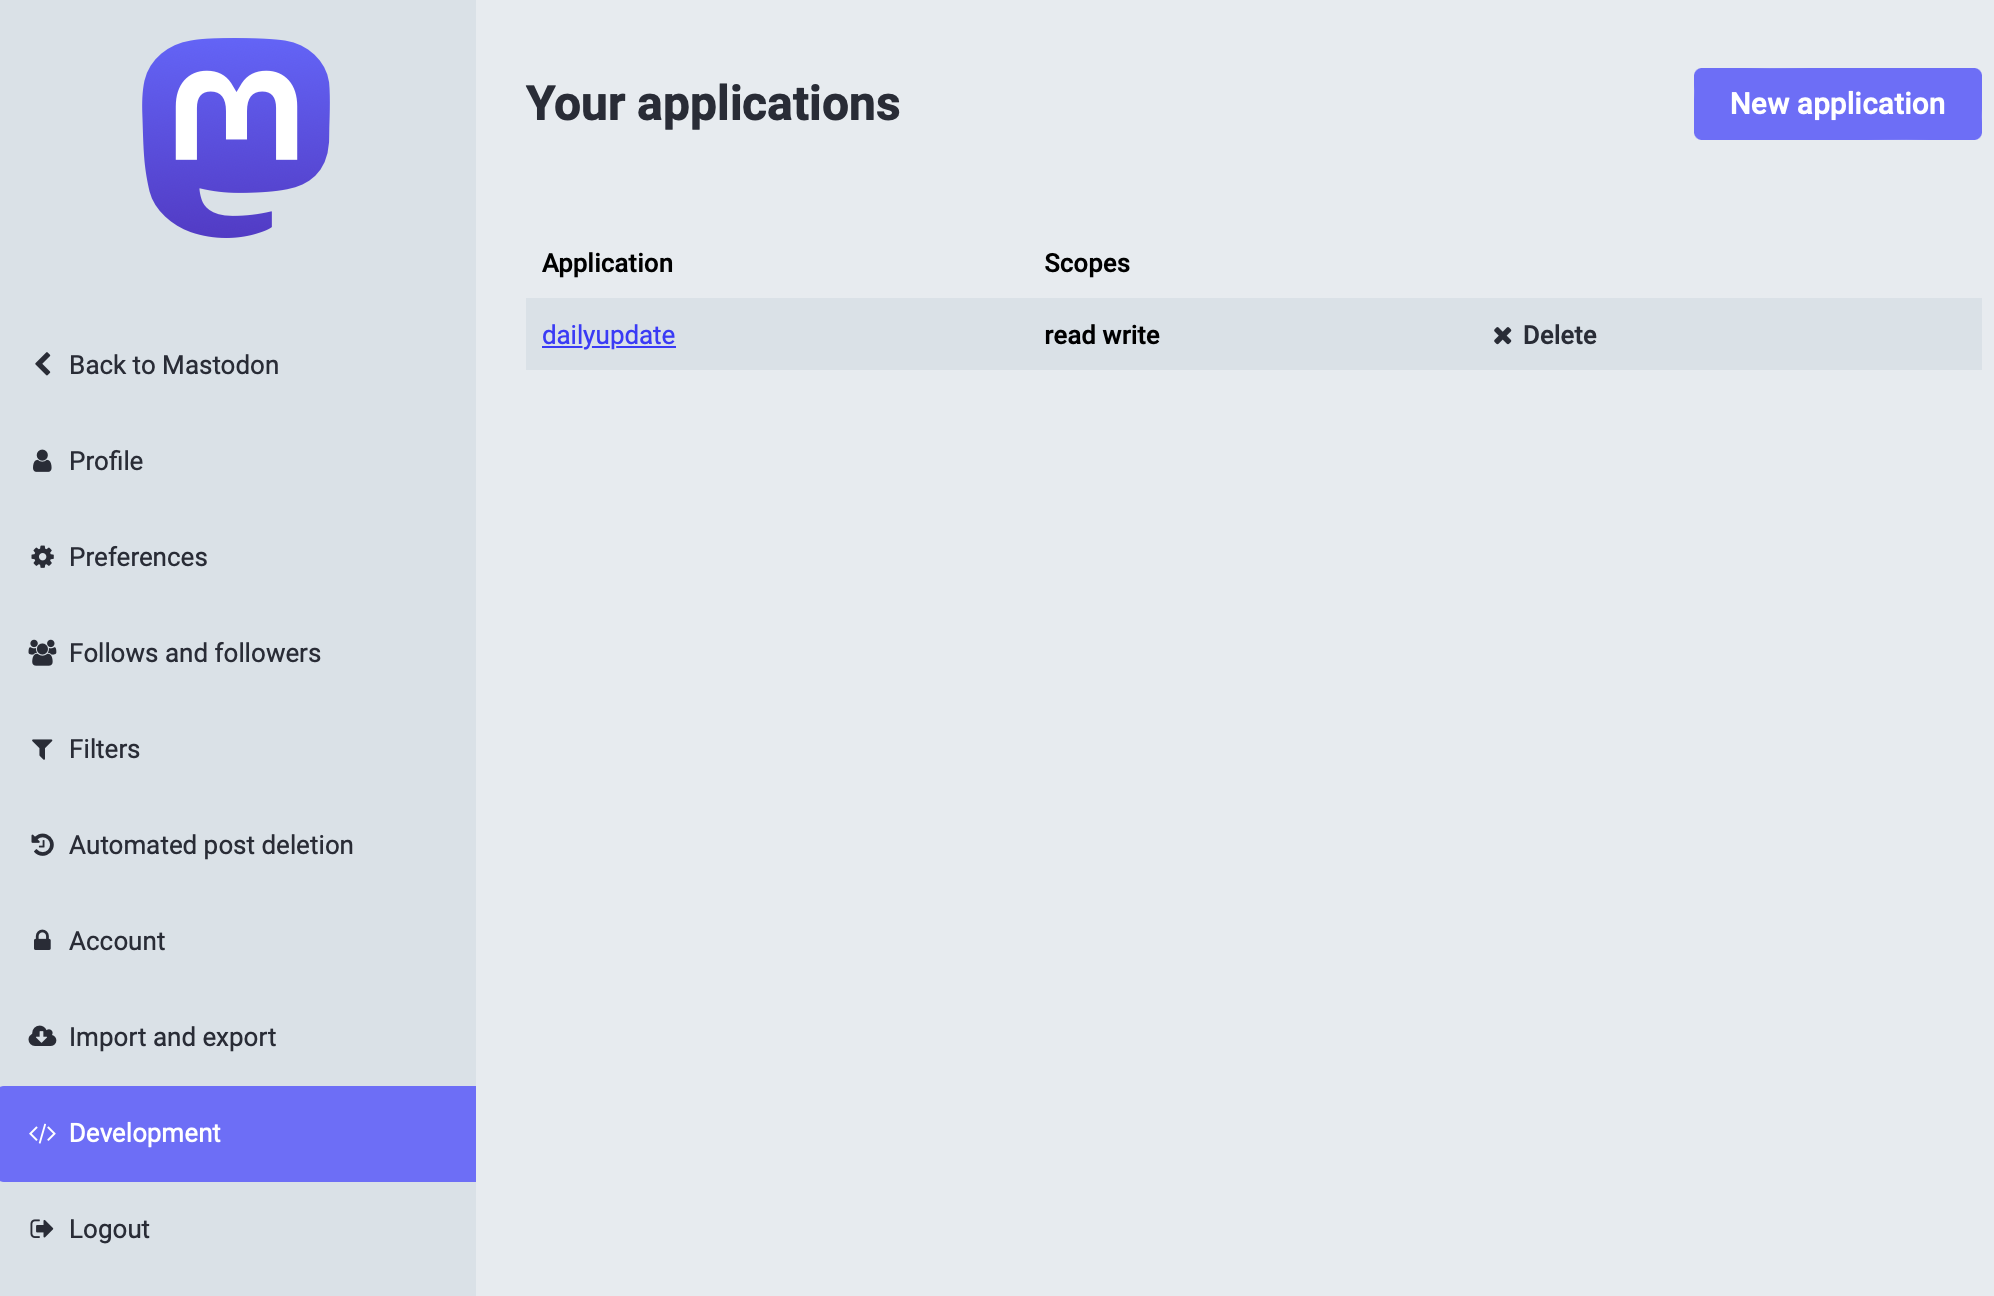 Back to Mastodon
Profile
Preferences
Follows and followers
Filters
Automated post deletion
Account
Import and export
Development
Logout
Your applications
New application
Application Scopes
dailyupdate read write Delete